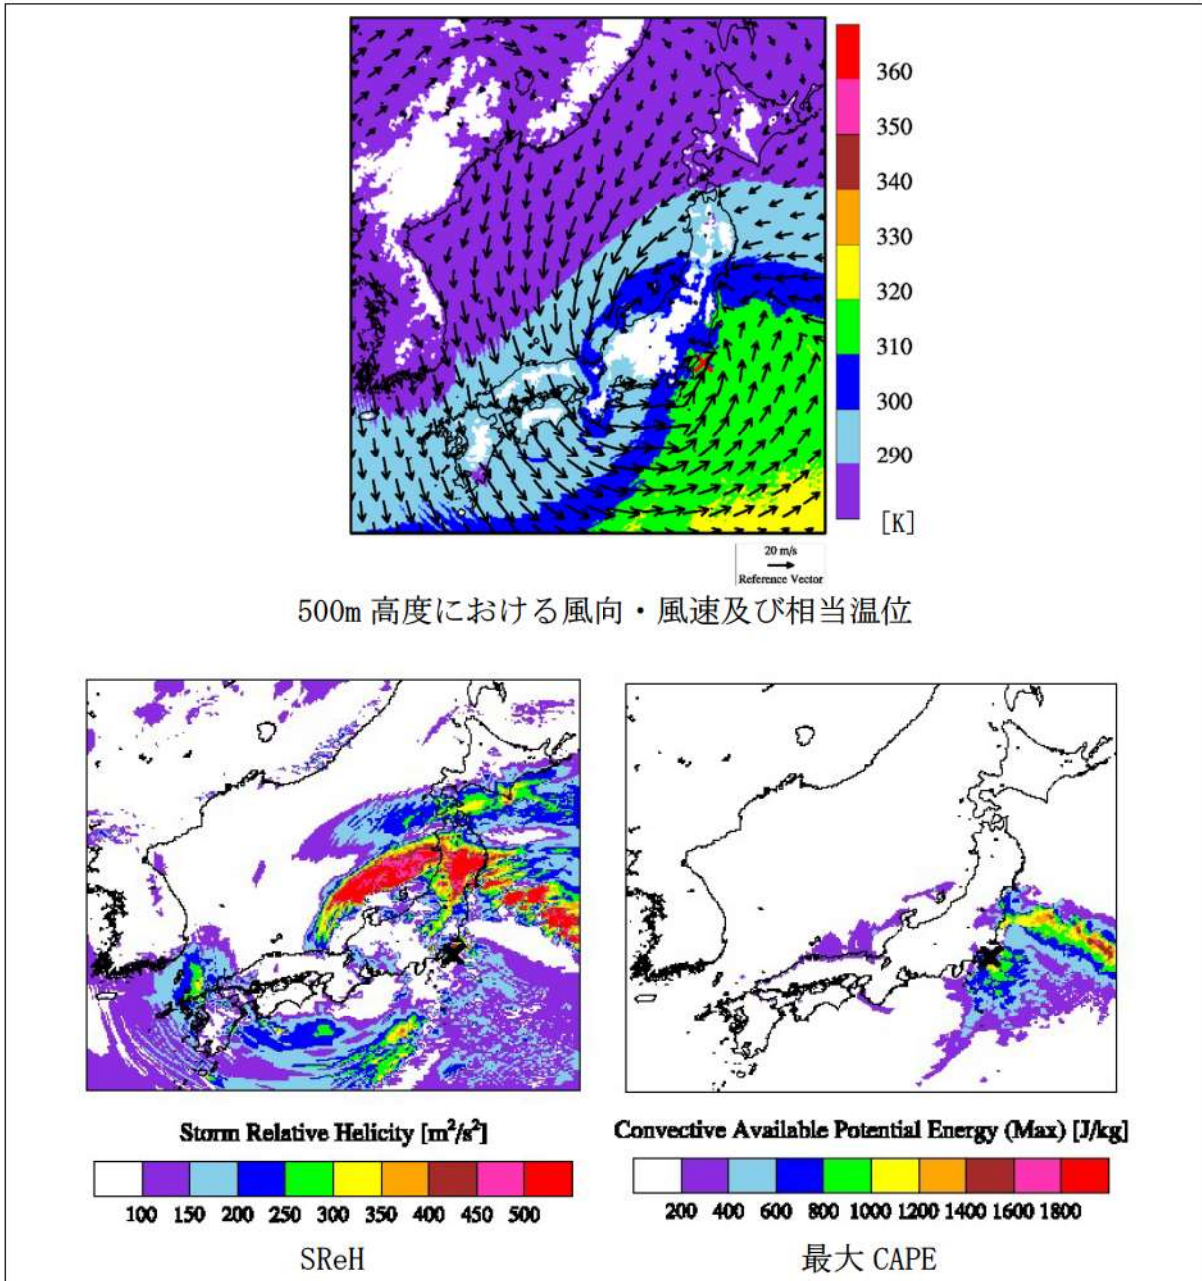 360
350
340
330
320
310
300
290
[K]
20 m/s
Reference Vector
500m 高度における風向・風速及び相当温位
Storm Relative Helicity [m²/s²]
100 150 200 250 300 350 400 450 500
SReH
Convective Available Potential Energy (Max) [J/kg]
200 400 600 800 1000 1200 1400 1600 1800
最大 CAPE